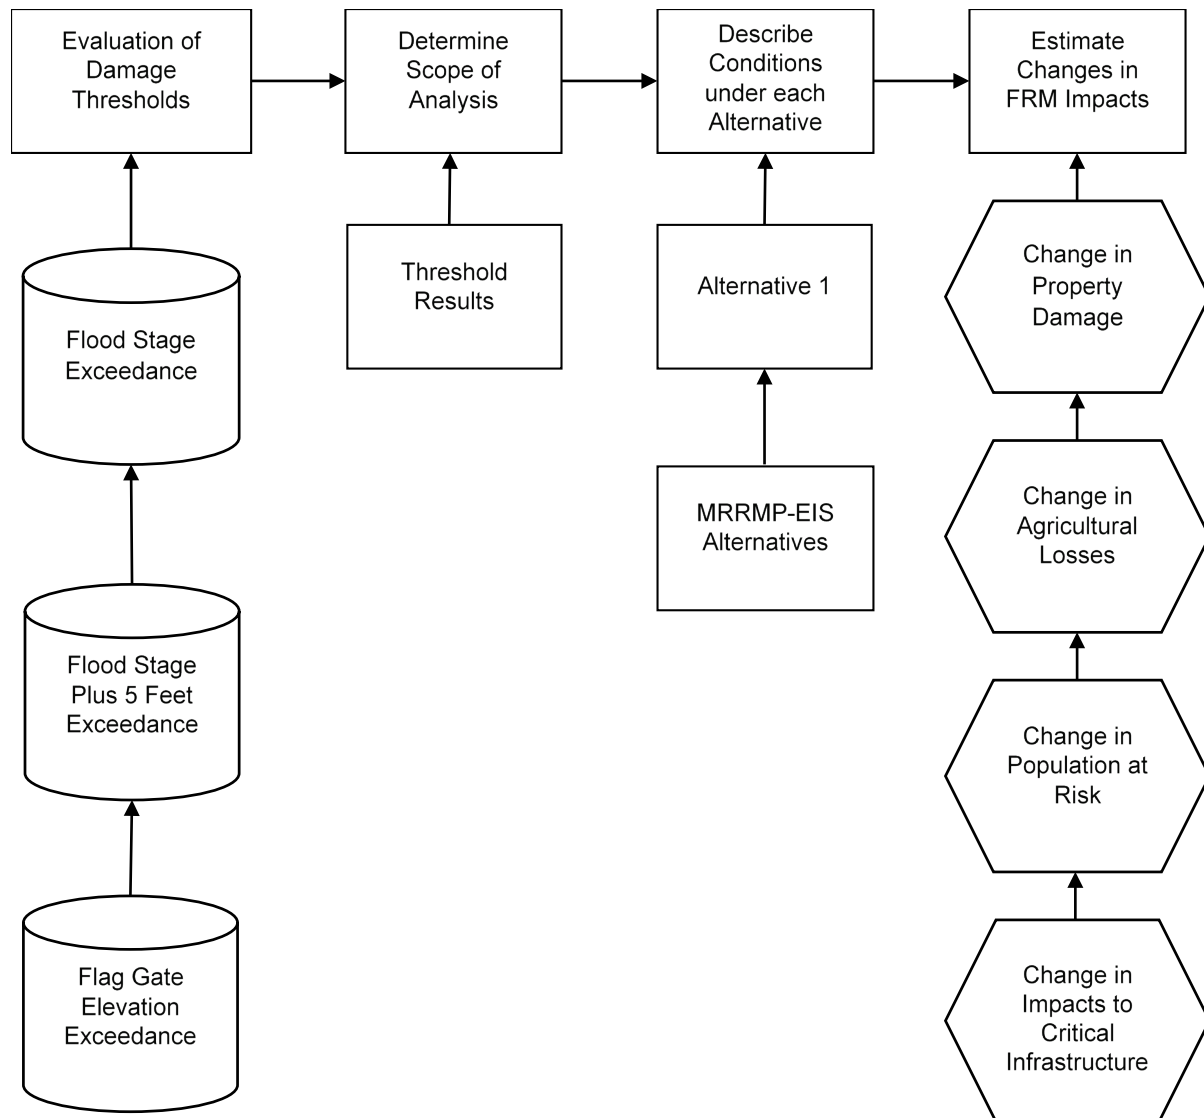 Evaluation of
Damage
Thresholds
Determine
Scope of
Analysis
Describe
Conditions
under each
Alternative
Estimate
Changes in
FRM Impacts
Flood Stage
Exceedance
Threshold
Results
Alternative 1
Change in
Property
Damage
MRRMP-EIS
Alternatives
Change in
Agricultural
Losses
Flood Stage
Plus 5 Feet
Exceedance
Change in
Population at
Risk
Flag Gate
Elevation
Exceedance
Change in
Impacts to
Critical
Infrastructure